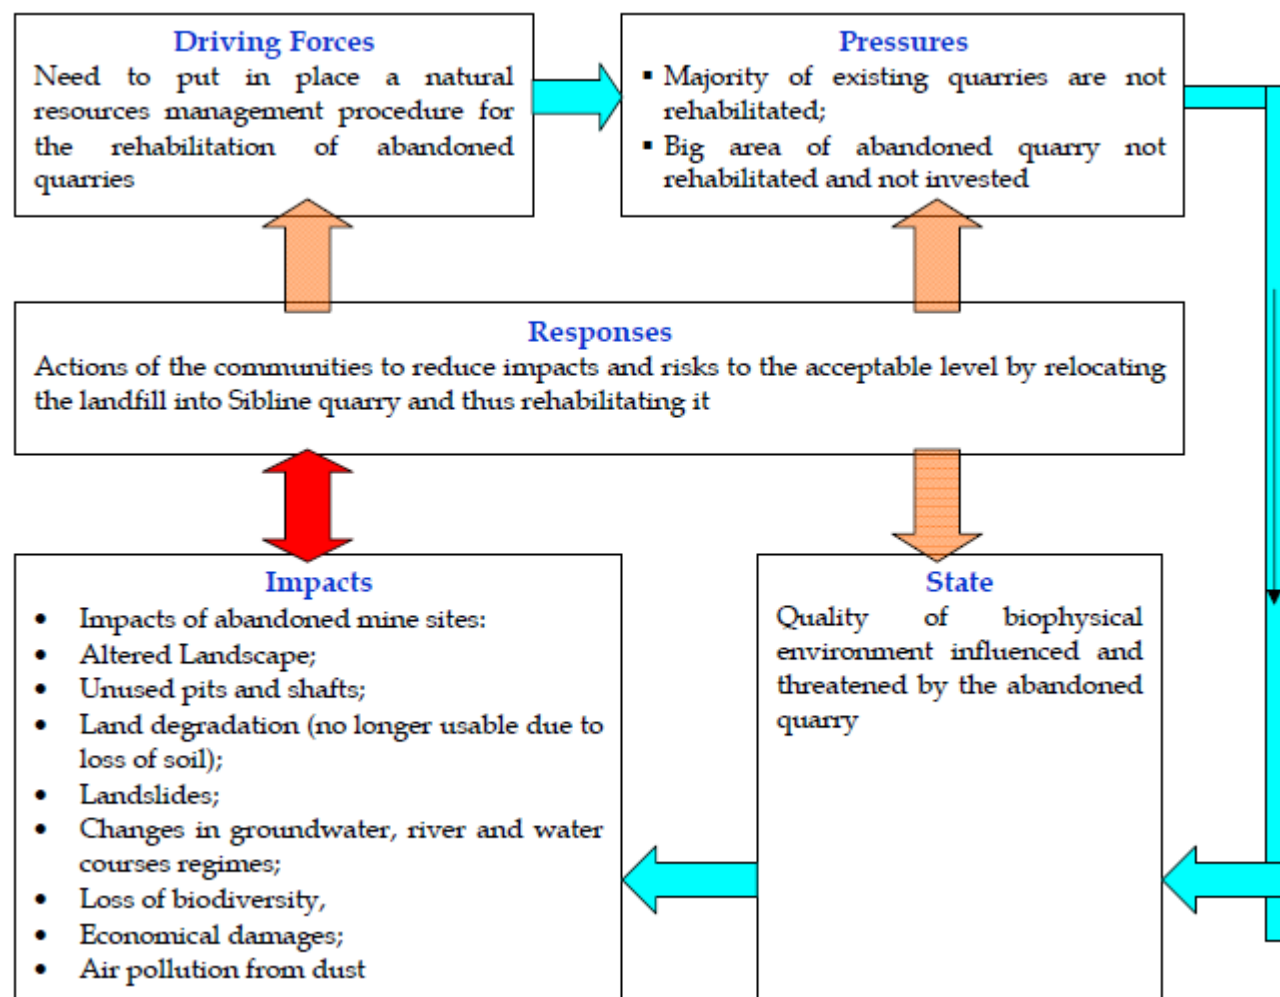 Driving Forces
Need to put in place a natural
resources management procedure for
the rehabilitation of abandoned
quarries
Pressures
▪ Majority of existing quarries are not
rehabilitated;
▪ Big area of abandoned quarry not
rehabilitated and not invested
Responses
Actions of the communities to reduce impacts and risks to the acceptable level by relocating
the landfill into Sibline quarry and thus rehabilitating it
Impacts
• Impacts of abandoned mine sites:
• Altered Landscape;
• Unused pits and shafts;
• Land degradation (no longer usable due to
loss of soil);
• Landslides;
• Changes in groundwater, river and water
courses regimes;
• Loss of biodiversity,
• Economical damages;
• Air pollution from dust
State
Quality of biophysical
environment influenced and
threatened by the abandoned
quarry